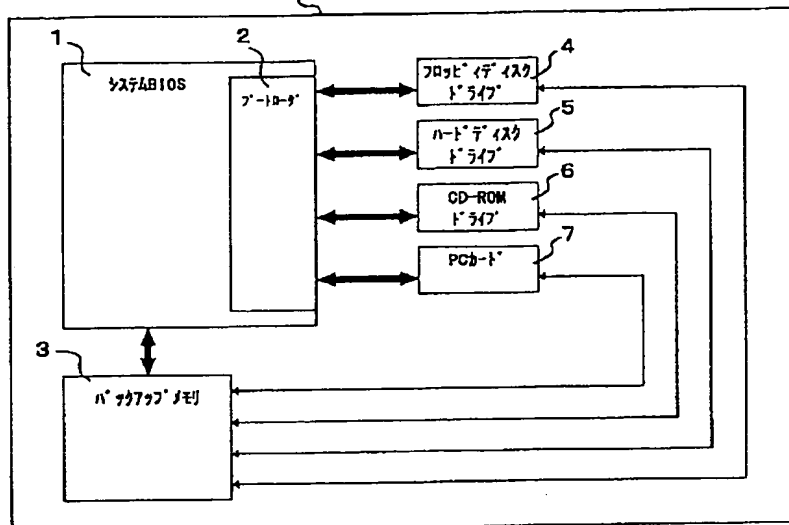 1
システムBIOS
2
ブートローダ
フロッピィディスク
ドライブ
4
ハードディスク
ドライブ
5
CD-ROM
ドライブ
6
PCカード
7
3
バックアップメモリ